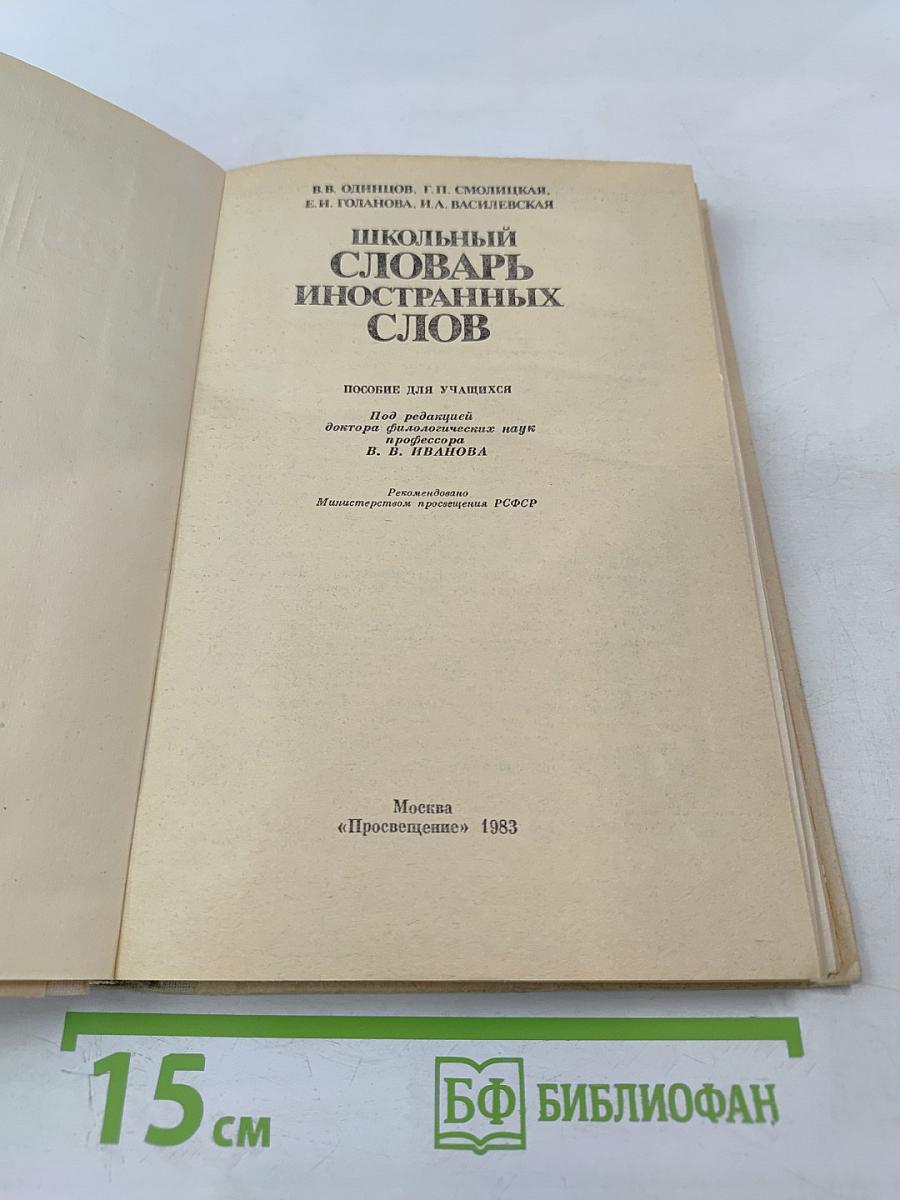 В.В. ОДИНЦОВ, Г.П. СМОЛИЦКАЯ,
Е.И. ГОЛАНОВА, И.А. ВАСИЛЕВСКАЯ
ШКОЛЬНЫЙ
СЛОВАРЬ
ИНОСТРАННЫХ
СЛОВ
ПОСОБИЕ ДЛЯ УЧАЩИХСЯ
Под редакцией
доктора филологических наук
профессора
В. В. ИВАНОВА
Рекомендовано
Министерством просвещения РСФСР
Москва
«Просвещение» 1983
15 см
БФ БИБЛИОФАН